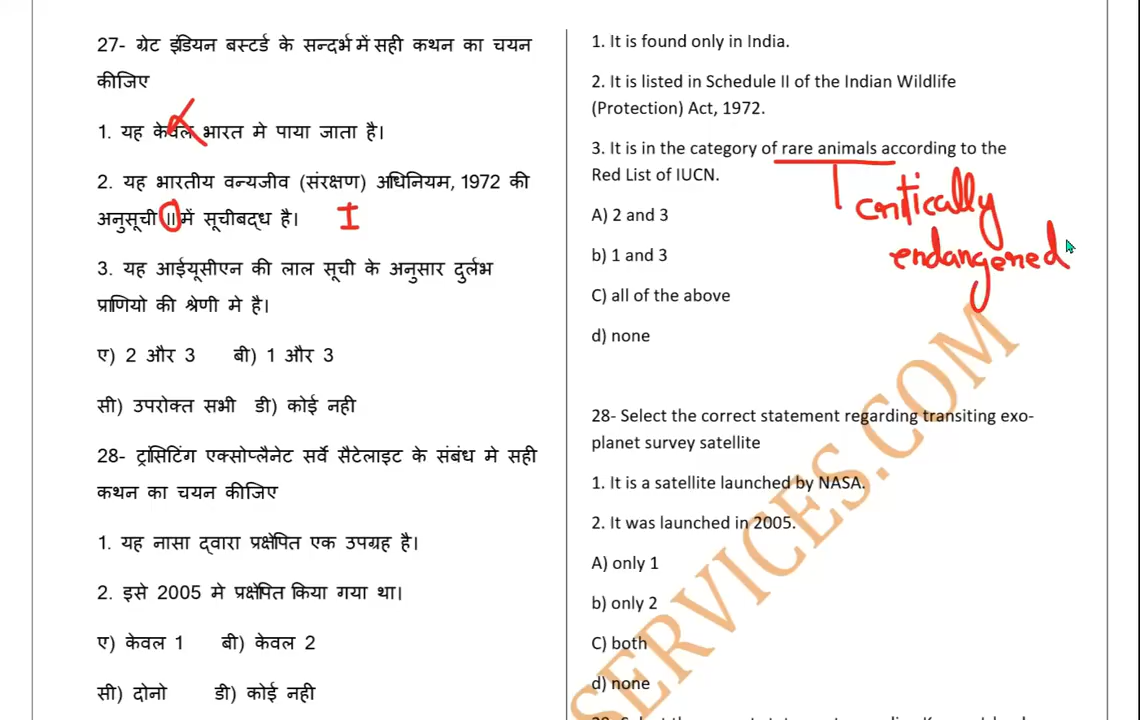 27- ग्रेट इंडियन बस्टर्ड के सन्दर्भ में सही कथन का चयन
कीजिए
1. यह केवल भारत मे पाया जाता है।
2. यह भारतीय वन्यजीव (संरक्षण) अधिनियम, 1972 की
अनुसूची II में सूचीबद्ध है। I
3. यह आईयूसीएन की लाल सूची के अनुसार दुर्लभ
प्राणियो की श्रेणी मे है।
ए) 2 और 3 बी) 1 और 3
सी) उपरोक्त सभी डी) कोई नही
28- ट्रांसिटिंग एक्सोप्लैनेट सर्वे सैटेलाइट के संबंध मे सही
कथन का चयन कीजिए
1. यह नासा द्वारा प्रक्षेपित एक उपग्रह है।
2. इसे 2005 मे प्रक्षेपित किया गया था।
ए) केवल 1 बी) केवल 2
सी) दोनो डी) कोई नही
1. It is found only in India.
2. It is listed in Schedule II of the Indian Wildlife
(Protection) Act, 1972.
3. It is in the category of rare animals according to the
Red List of IUCN.
critically
endangered
A) 2 and 3
b) 1 and 3
C) all of the above
d) none
28- Select the correct statement regarding transiting exo-
planet survey satellite
1. It is a satellite launched by NASA.
2. It was launched in 2005.
A) only 1
b) only 2
C) both
d) none
SERVICES.COM